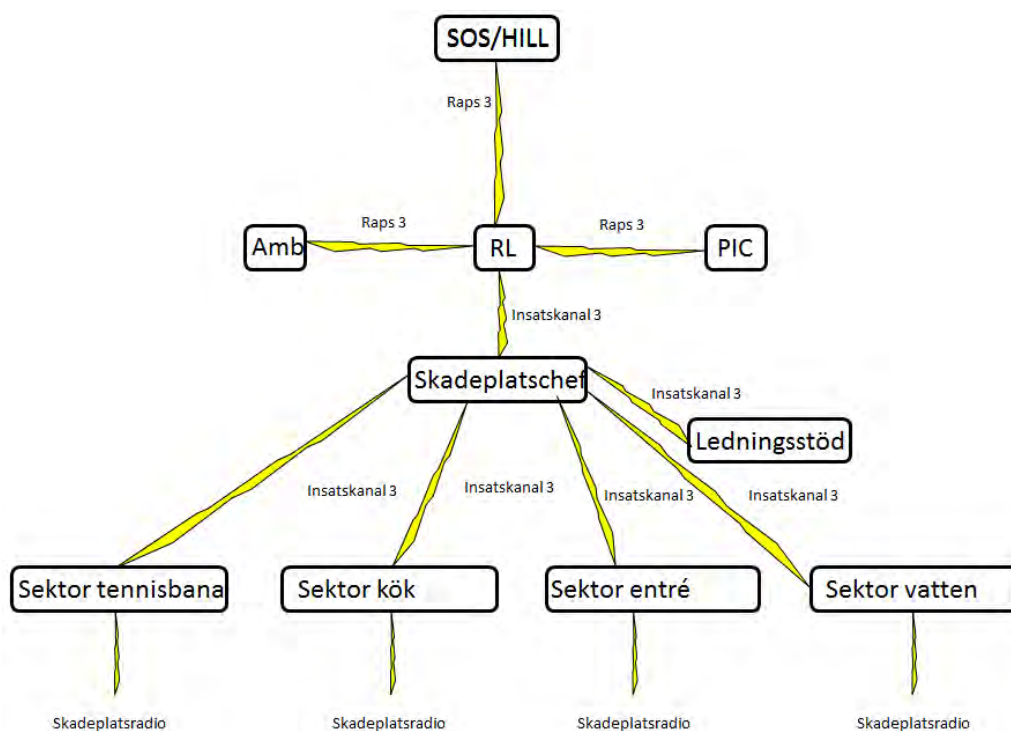 SOS/HILL
Raps 3
Raps 3
Raps 3
Amb
RL
PIC
Insatskanal 3
Skadeplatschef
Insatskanal 3
Ledningsstöd
Insatskanal 3
Insatskanal 3
Insatskanal 3
Insatskanal 3
Sektor tennisbana
Sektor kök
Sektor entré
Sektor vatten
Skadeplatsradio
Skadeplatsradio
Skadeplatsradio
Skadeplatsradio